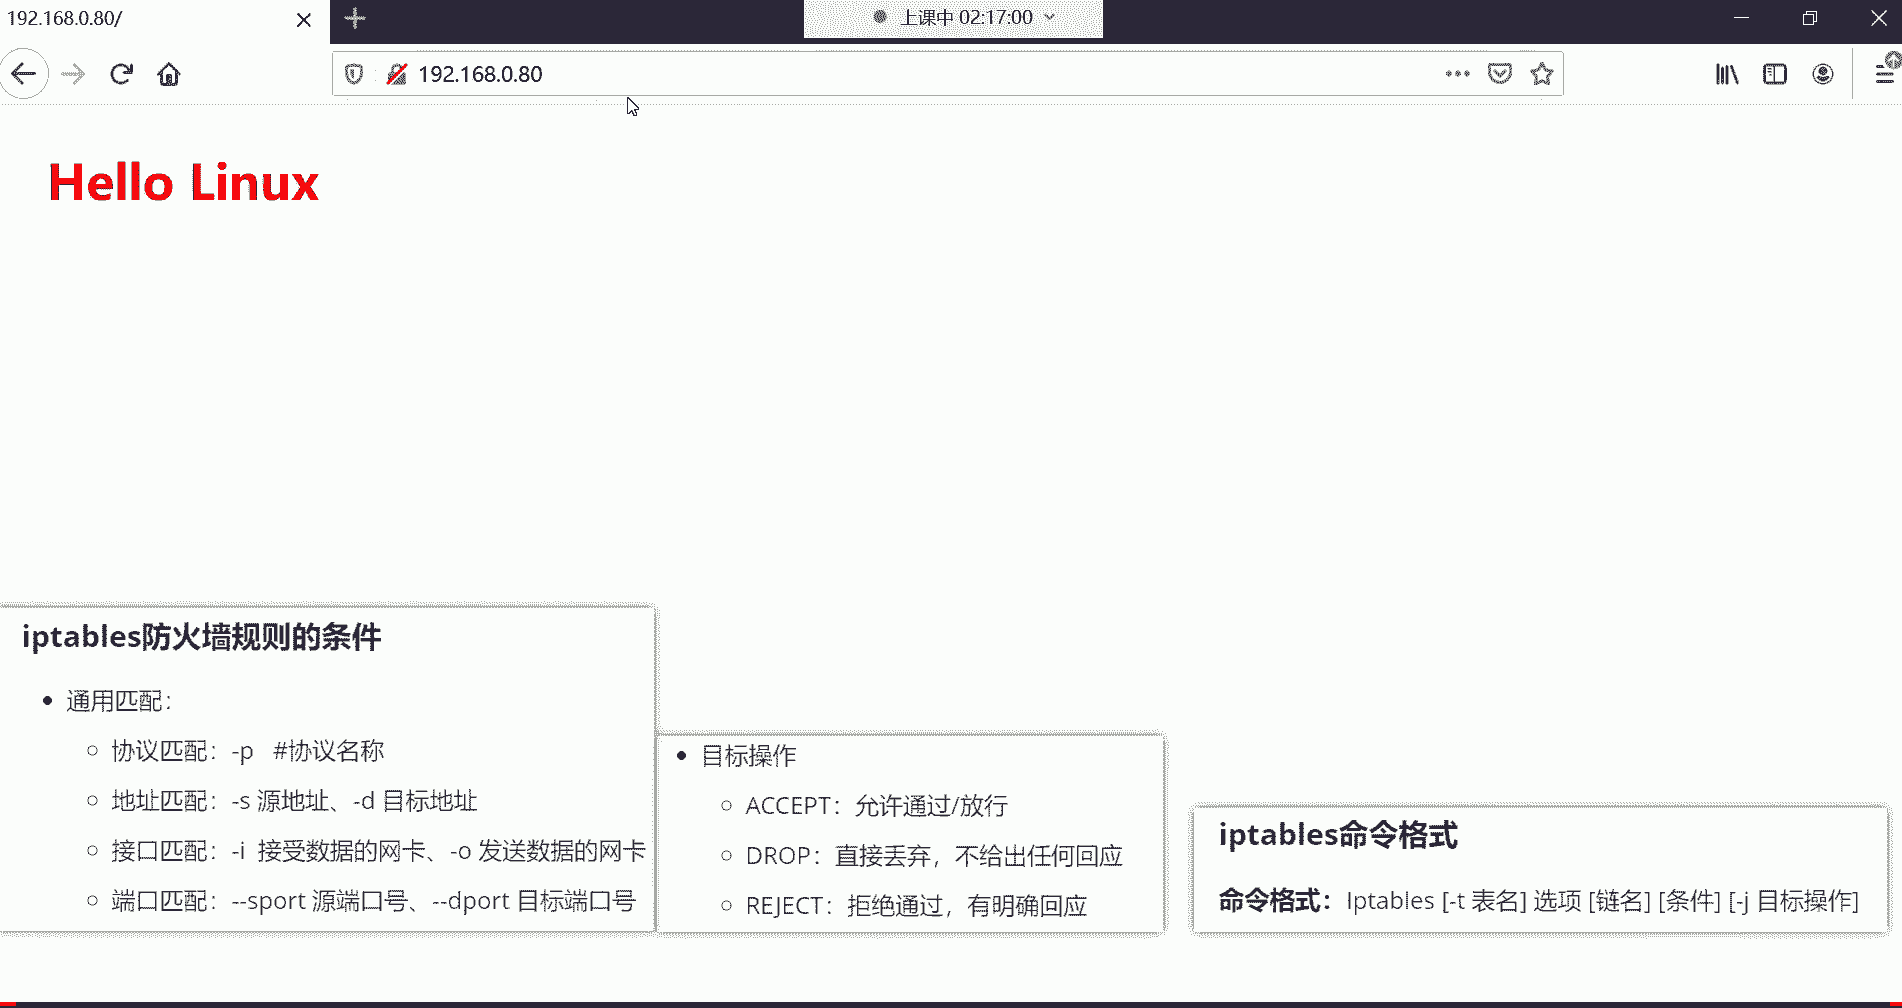 192.168.0.80/
上课中 02:17:00
192.168.0.80
Hello Linux
iptables防火墙规则的条件
通用匹配：
协议匹配：-p #协议名称
地址匹配：-s 源地址、-d 目标地址
接口匹配：-i 接受数据的网卡、-o 发送数据的网卡
端口匹配：--sport 源端口号、--dport 目标端口号
目标操作
ACCEPT：允许通过/放行
DROP：直接丢弃，不给出任何回应
REJECT：拒绝通过，有明确回应
iptables命令格式
命令格式：Iptables [-t 表名] 选项 [链名] [条件] [-j 目标操作]